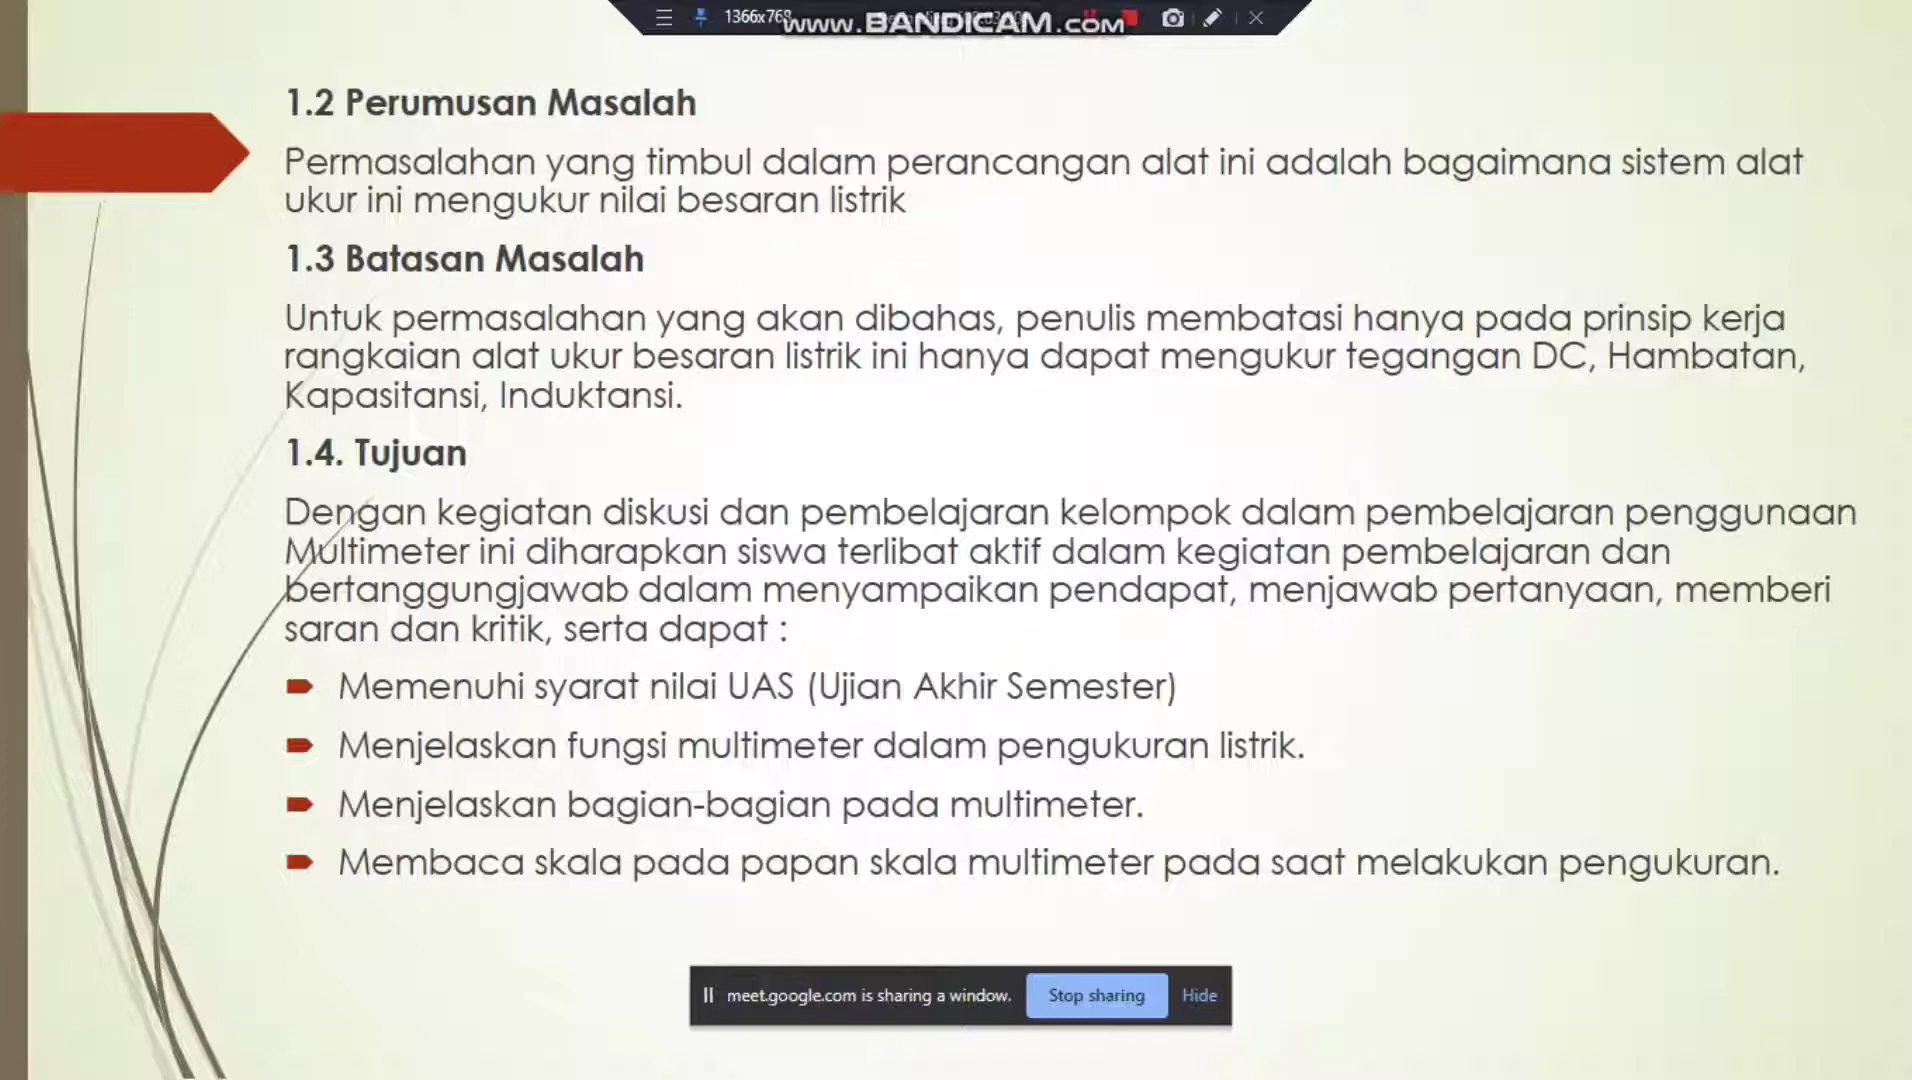 1366x768
www.BANDICAM.com
1.2 Perumusan Masalah
Permasalahan yang timbul dalam perancangan alat ini adalah bagaimana sistem alat
ukur ini mengukur nilai besaran listrik
1.3 Batasan Masalah
Untuk permasalahan yang akan dibahas, penulis membatasi hanya pada prinsip kerja
rangkaian alat ukur besaran listrik ini hanya dapat mengukur tegangan DC, Hambatan,
Kapasitansi, Induktansi.
1.4. Tujuan
Dengan kegiatan diskusi dan pembelajaran kelompok dalam pembelajaran penggunaan
Multimeter ini diharapkan siswa terlibat aktif dalam kegiatan pembelajaran dan
bertanggungjawab dalam menyampaikan pendapat, menjawab pertanyaan, memberi
saran dan kritik, serta dapat :
Memenuhi syarat nilai UAS (Ujian Akhir Semester)
Menjelaskan fungsi multimeter dalam pengukuran listrik.
Menjelaskan bagian-bagian pada multimeter.
Membaca skala pada papan skala multimeter pada saat melakukan pengukuran.
meet.google.com is sharing a window.
Stop sharing
Hide